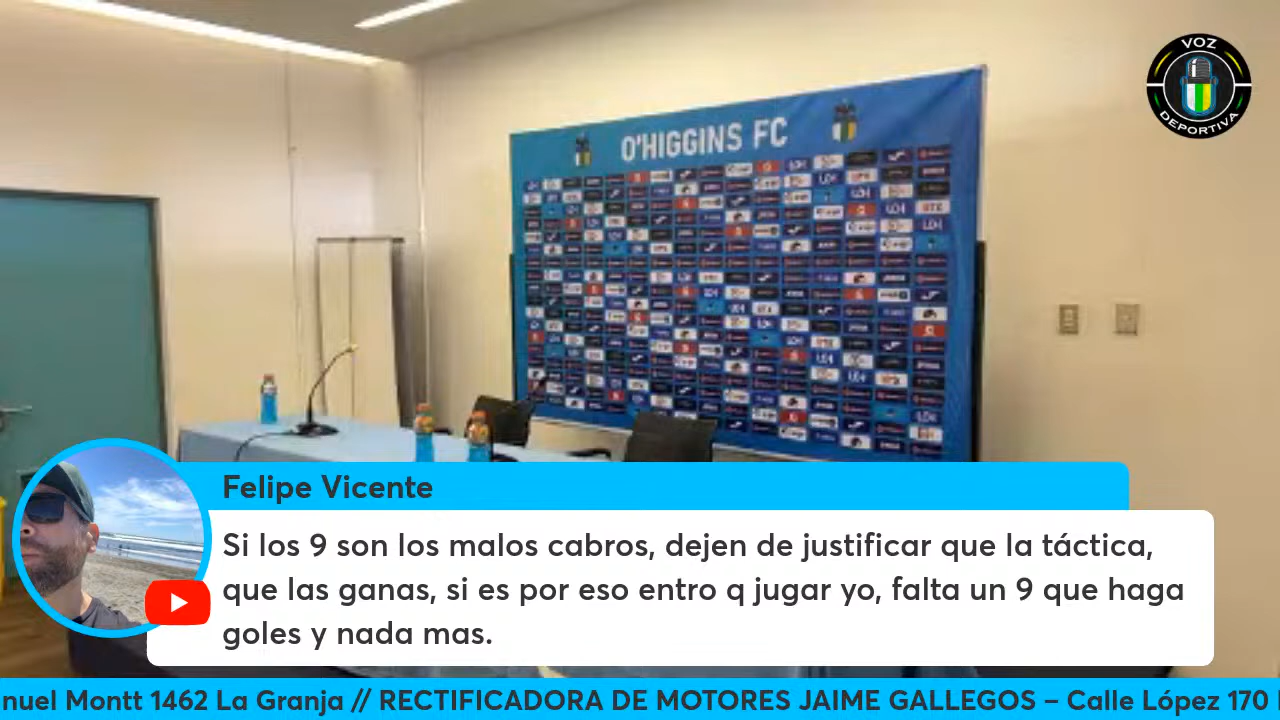 VOZ
DEPORTIVA
O'HIGGINS FC
Felipe Vicente
Si los 9 son los malos cabros, dejen de justificar que la táctica,
que las ganas, si es por eso entro q jugar yo, falta un 9 que haga
goles y nada mas.
nuel Montt 1462 La Granja // RECTIFICADORA DE MOTORES JAIME GALLEGOS – Calle López 170